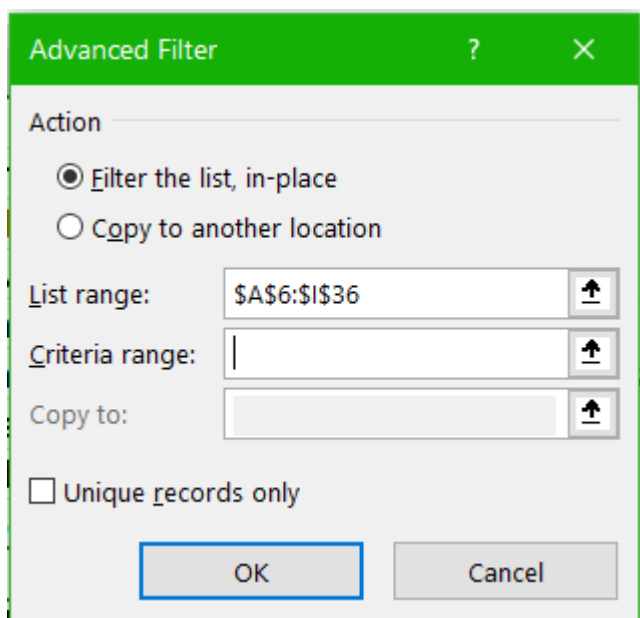 Advanced Filter ?
Action
Filter the list, in-place
Copy to another location
List range: $A$6:$I$36
Criteria range:
Copy to:
Unique records only
OK Cancel